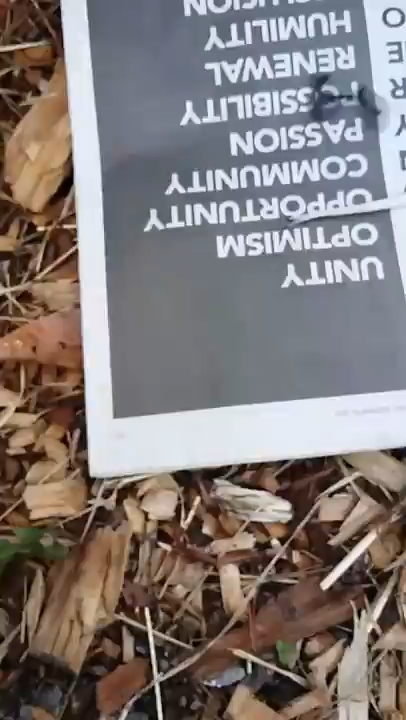 UNITY
OPTIMISM
OPPORTUNITY
COMMUNITY
PASSION
POSSIBILITY
RENEWAL
HUMILITY